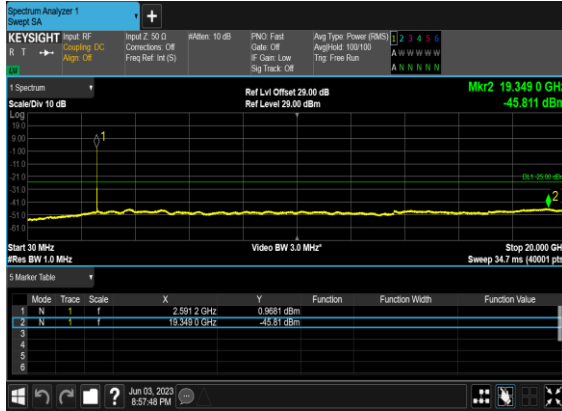 Spectrum Analyzer 1
Swept SA
+
KEYSIGHT Input: RF Input Z: 50 Ω #Atten: 10 dB PNO: Fast Avg Type: Power (RMS) 1 2 3 4 5 6
R T Coupling: DC Corrections: Off Gate: Off Avg|Hold: 100/100 A W W W W W
Align: Off Freq Ref: Int (S) IF Gain: Low Trig: Free Run
LXI Sig Track: Off A N N N N N
1 Spectrum Ref Lvl Offset 29.00 dB Mkr2 19.349 0 GHz
Scale/Div 10 dB Ref Level 29.00 dBm -45.811 dBm
Log
19.0
9.00 1
-1.00
-11.0
-21.0 DL1 -25.00 dBm
-31.0
-41.0 2
-51.0
-61.0
Start 30 MHz Video BW 3.0 MHz* Stop 20.000 GH
#Res BW 1.0 MHz Sweep 34.7 ms (40001 pts
5 Marker Table
Mode Trace Scale X Y Function Function Width Function Value
1 N 1 f 2.591 2 GHz 0.9681 dBm
2 N 1 f 19.349 0 GHz -45.81 dBm
3
4
5
6
? Jun 03, 2023
8:57:48 PM